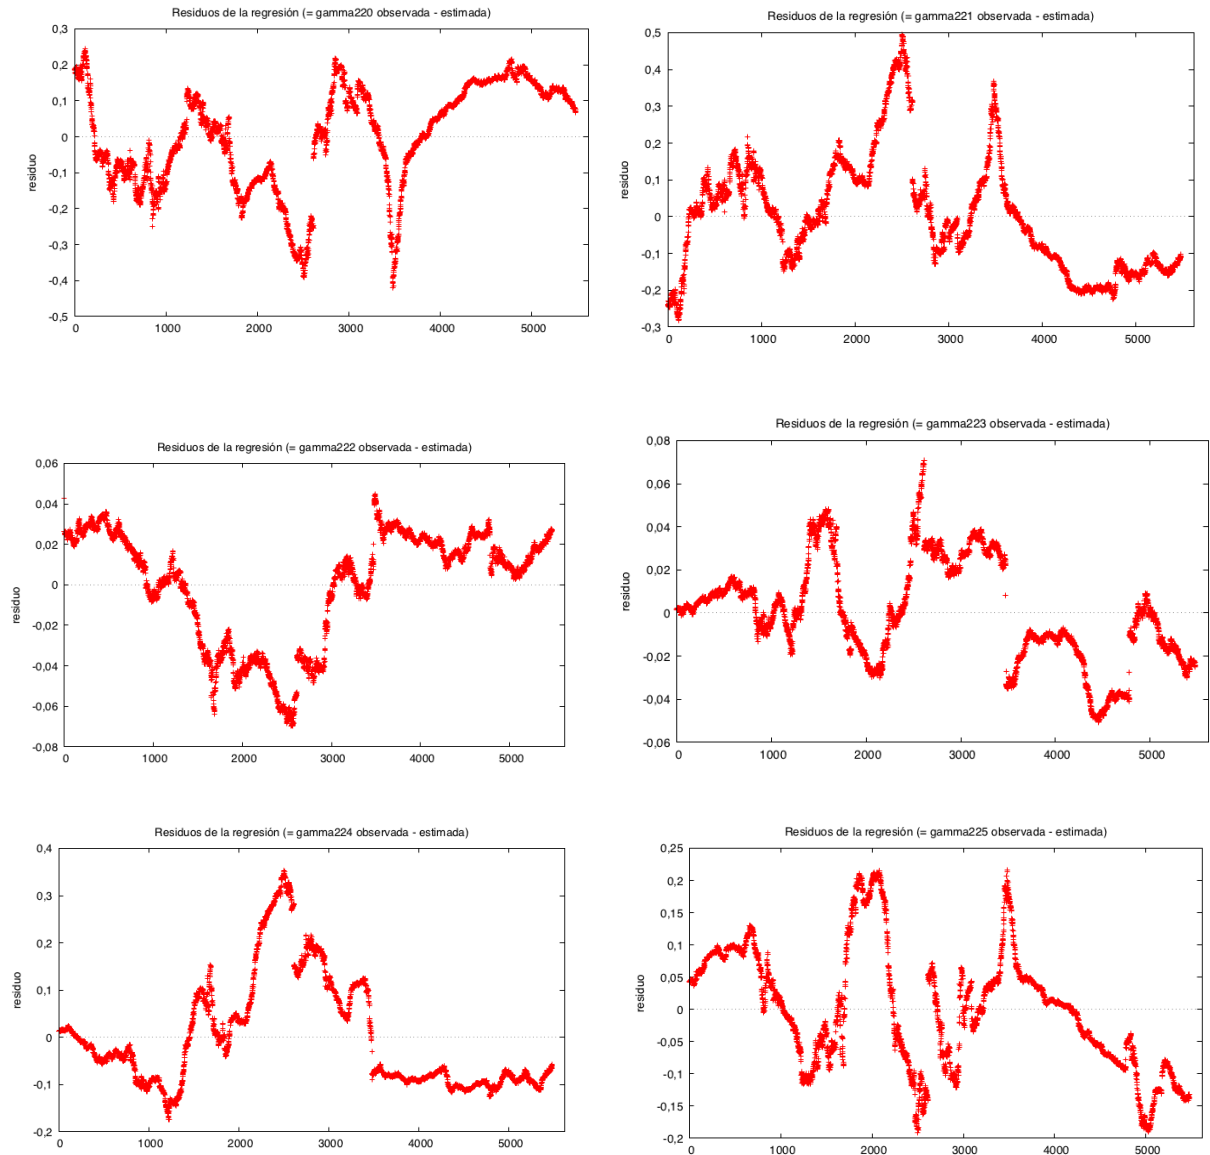 Residuos de la regresión (= gamma220 observada - estimada)
0,3
0,2
0,1
0
-0,1
-0,2
-0,3
-0,4
-0,5
residuo
0 1000 2000 3000 4000 5000
Residuos de la regresión (= gamma221 observada - estimada)
0,5
0,4
0,3
0,2
0,1
0
-0,1
-0,2
-0,3
residuo
0 1000 2000 3000 4000 5000
Residuos de la regresión (= gamma222 observada - estimada)
0,06
0,04
0,02
0
-0,02
-0,04
-0,06
-0,08
residuo
0 1000 2000 3000 4000 5000
Residuos de la regresión (= gamma223 observada - estimada)
0,08
0,06
0,04
0,02
0
-0,02
-0,04
-0,06
residuo
0 1000 2000 3000 4000 5000
Residuos de la regresión (= gamma224 observada - estimada)
0,4
0,3
0,2
0,1
0
-0,1
-0,2
residuo
0 1000 2000 3000 4000 5000
Residuos de la regresión (= gamma225 observada - estimada)
0,25
0,2
0,15
0,1
0,05
0
-0,05
-0,1
-0,15
-0,2
residuo
0 1000 2000 3000 4000 5000